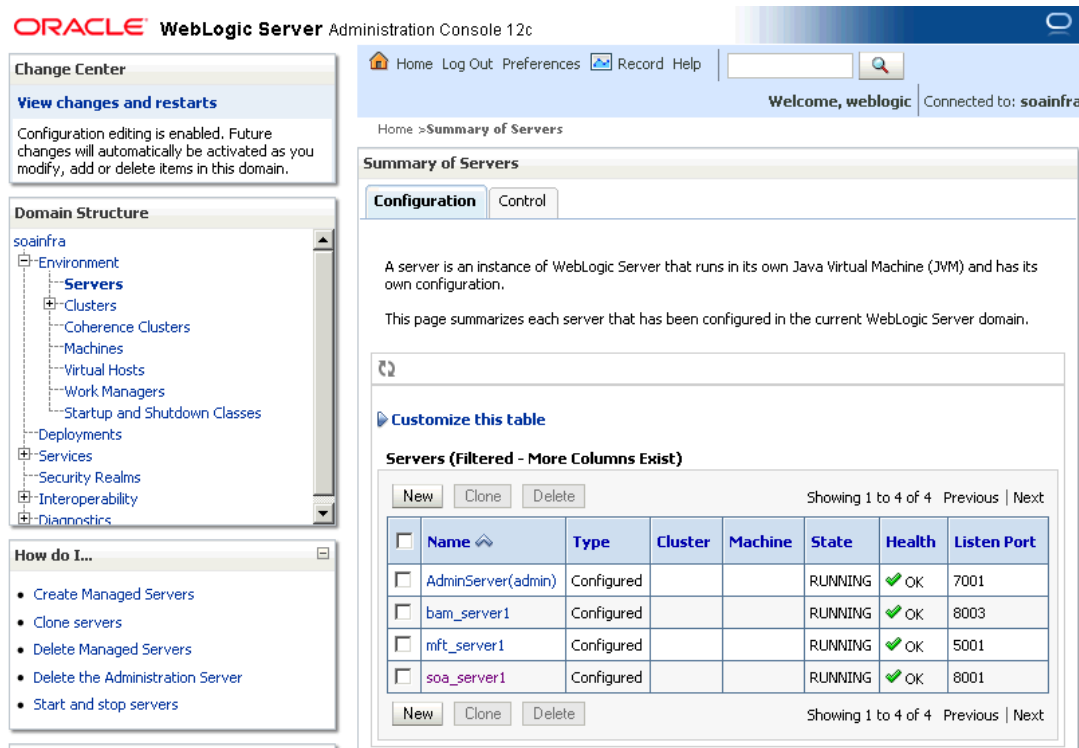 ORACLE WebLogic Server Administration Console 12c
Change Center
View changes and restarts
Configuration editing is enabled. Future
changes will automatically be activated as you
modify, add or delete items in this domain.
Domain Structure
soainfra
Environment
Servers
Clusters
Coherence Clusters
Machines
Virtual Hosts
Work Managers
Startup and Shutdown Classes
Deployments
Services
Security Realms
Interoperability
Diagnostics
How do I...
Create Managed Servers
Clone servers
Delete Managed Servers
Delete the Administration Server
Start and stop servers
Home Log Out Preferences Record Help
Welcome, weblogic Connected to: soainfra
Home >Summary of Servers
Summary of Servers
Configuration Control
A server is an instance of WebLogic Server that runs in its own Java Virtual Machine (JVM) and has its
own configuration.
This page summarizes each server that has been configured in the current WebLogic Server domain.
Customize this table
Servers (Filtered - More Columns Exist)
New Clone Delete Showing 1 to 4 of 4 Previous | Next
Name Type Cluster Machine State Health Listen Port
AdminServer(admin) Configured RUNNING OK 7001
bam_server1 Configured RUNNING OK 8003
mft_server1 Configured RUNNING OK 5001
soa_server1 Configured RUNNING OK 8001
New Clone Delete Showing 1 to 4 of 4 Previous | Next